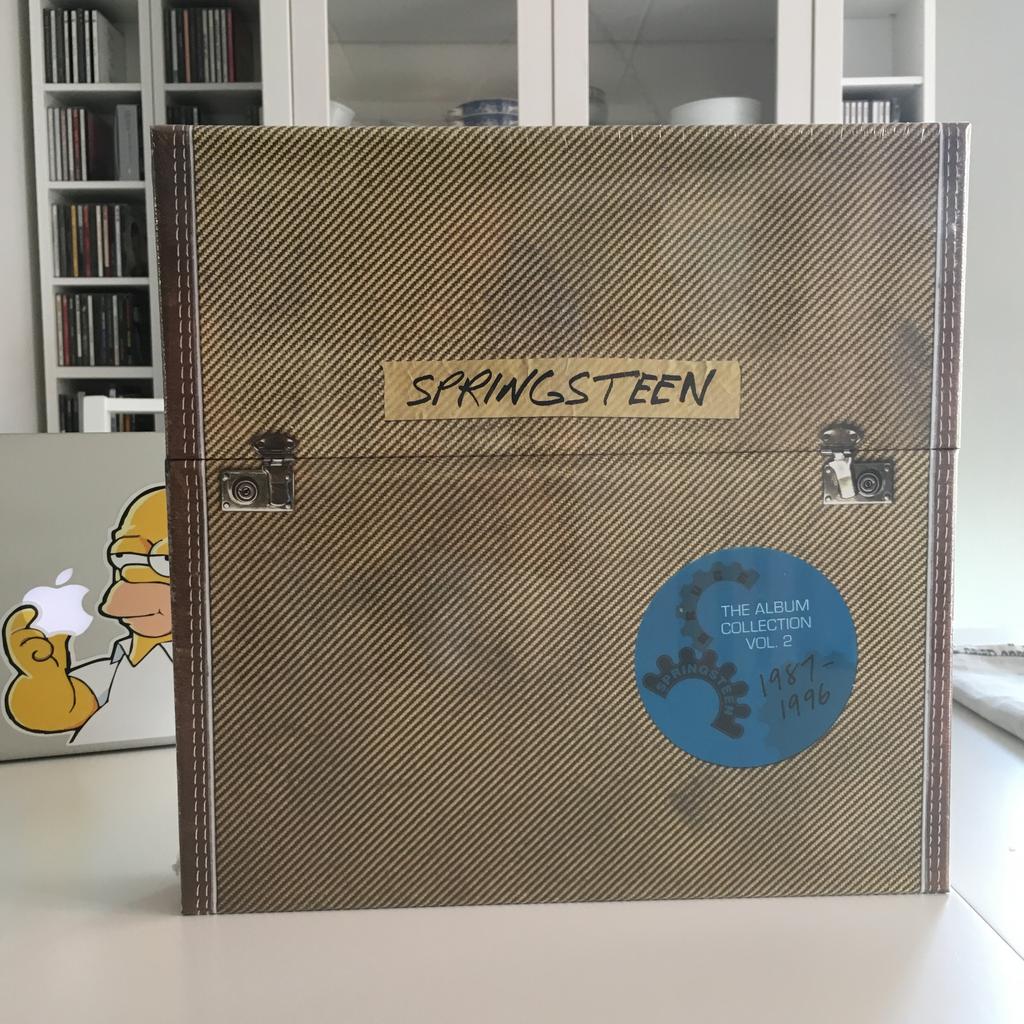 SPRINGSTEEN
THE ALBUM
COLLECTION
VOL. 2
SPRINGSTEEN
1987-
1996